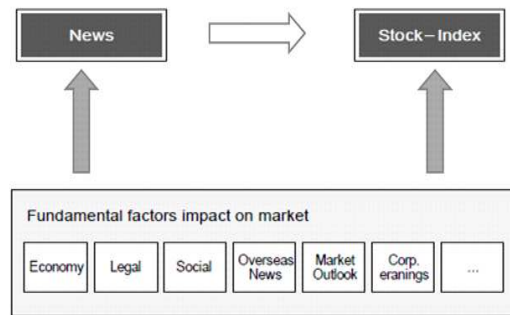 News
Stock-Index
Fundamental factors impact on market
Economy
Legal
Social
Overseas
News
Market
Outlook
Corp.
eranings
...